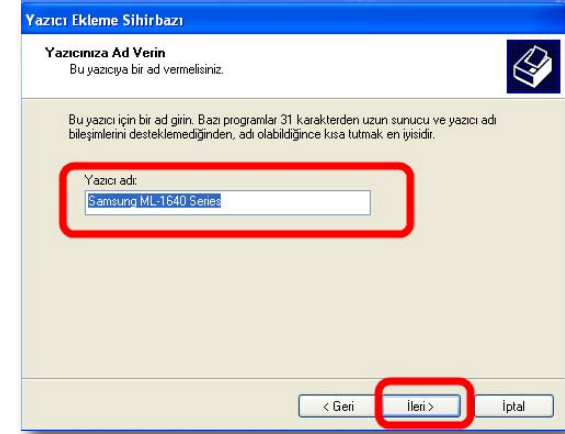 Yazıcı Ekleme Sihirbazı
Yazıcınıza Ad Verin
Bu yazıcıya bir ad vermelisiniz.
Bu yazıcı için bir ad girin. Bazı programlar 31 karakterden uzun sunucu ve yazıcı adı
bileşimlerini desteklemediğinden, adı olabildiğince kısa tutmak en iyisidir.
Yazıcı adı:
Samsung ML-1640 Series
< Geri İleri > İptal